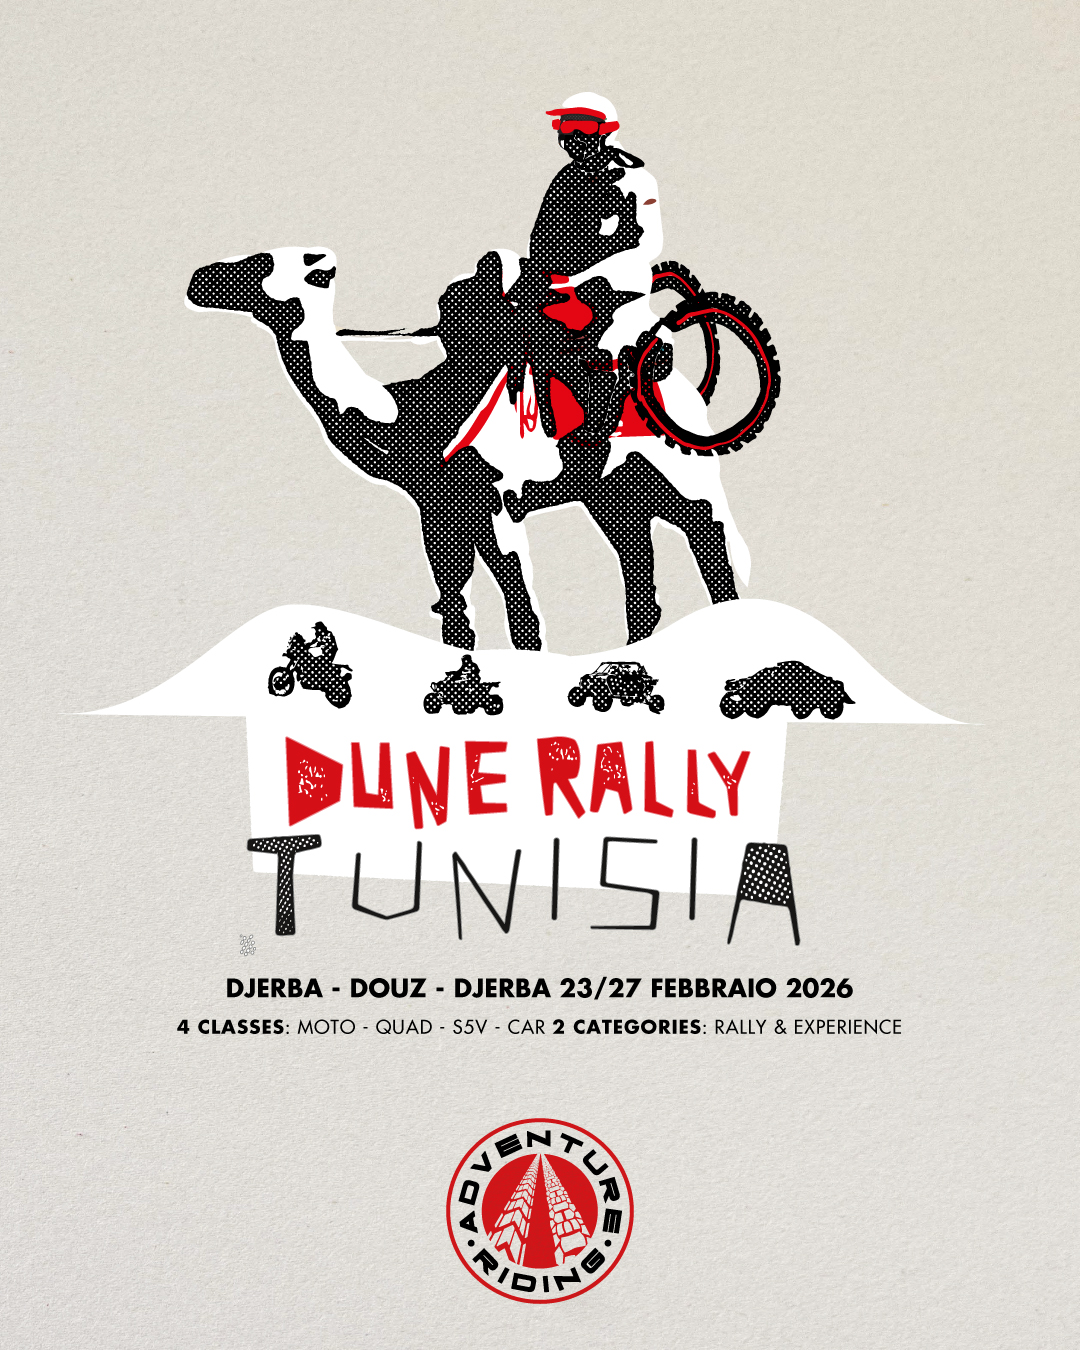 DUNE RALLY
TUNISIA
DJERBA - DOUZ - DJERBA 23/27 FEBBRAIO 2026
4 CLASSES: MOTO - QUAD - S5V - CAR 2 CATEGORIES: RALLY & EXPERIENCE
ADVENTURE
• RIDING •